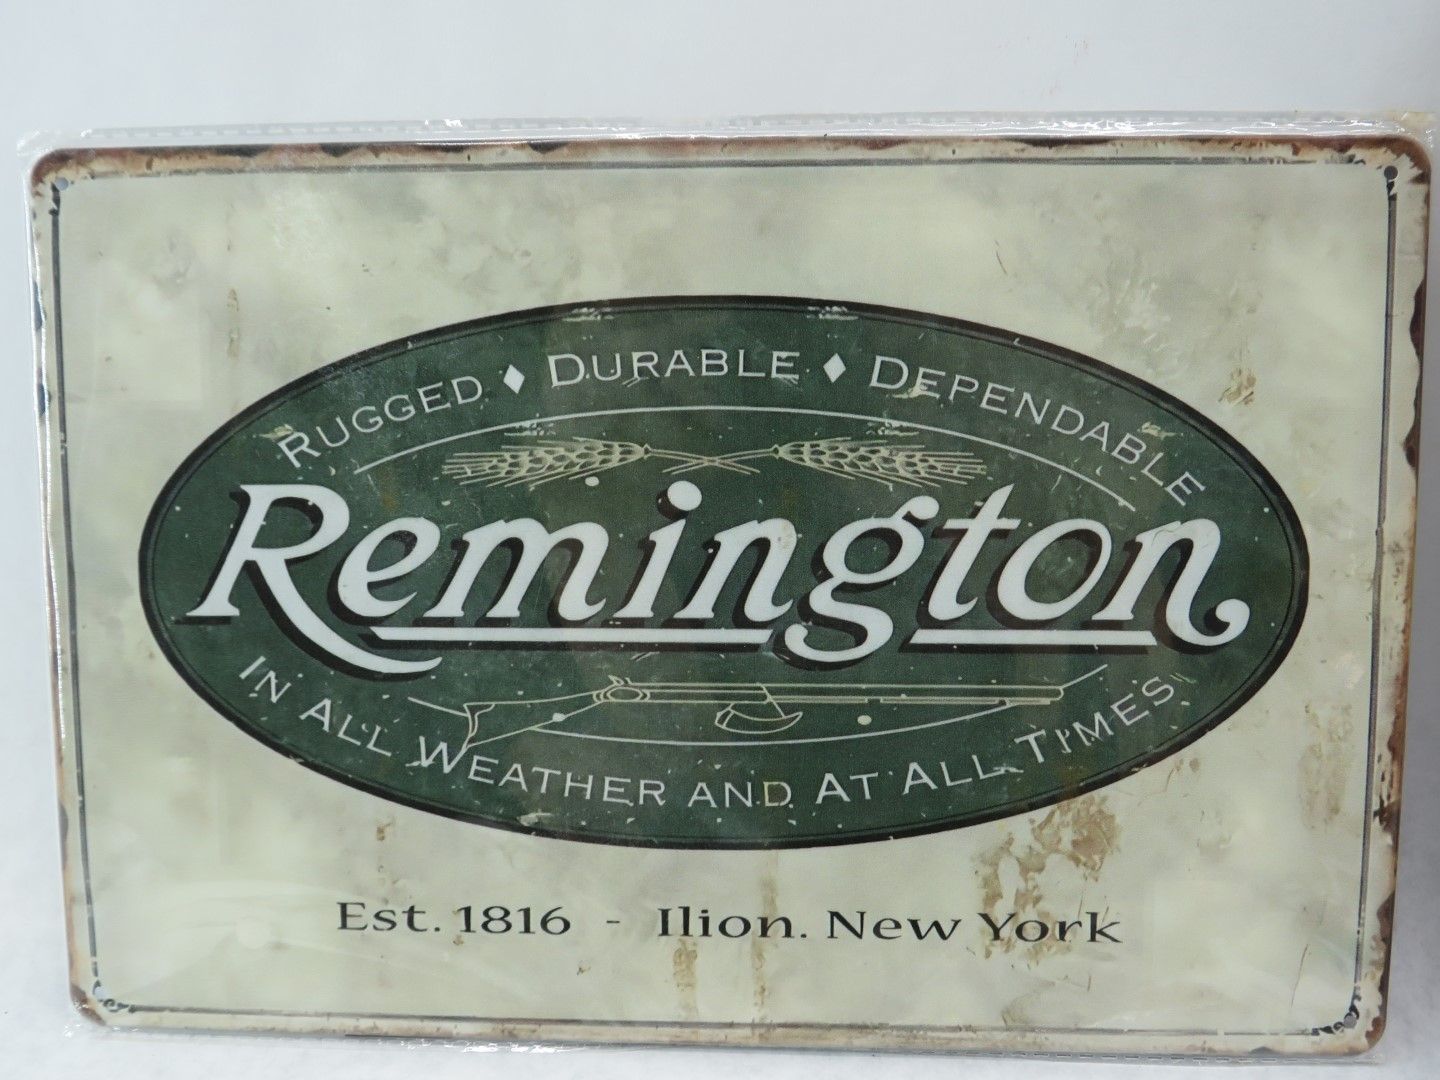 RUGGED ♦ DURABLE ♦ DEPENDABLE
Remington
IN ALL WEATHER AND AT ALL TIMES
Est. 1816 - Ilion. New York